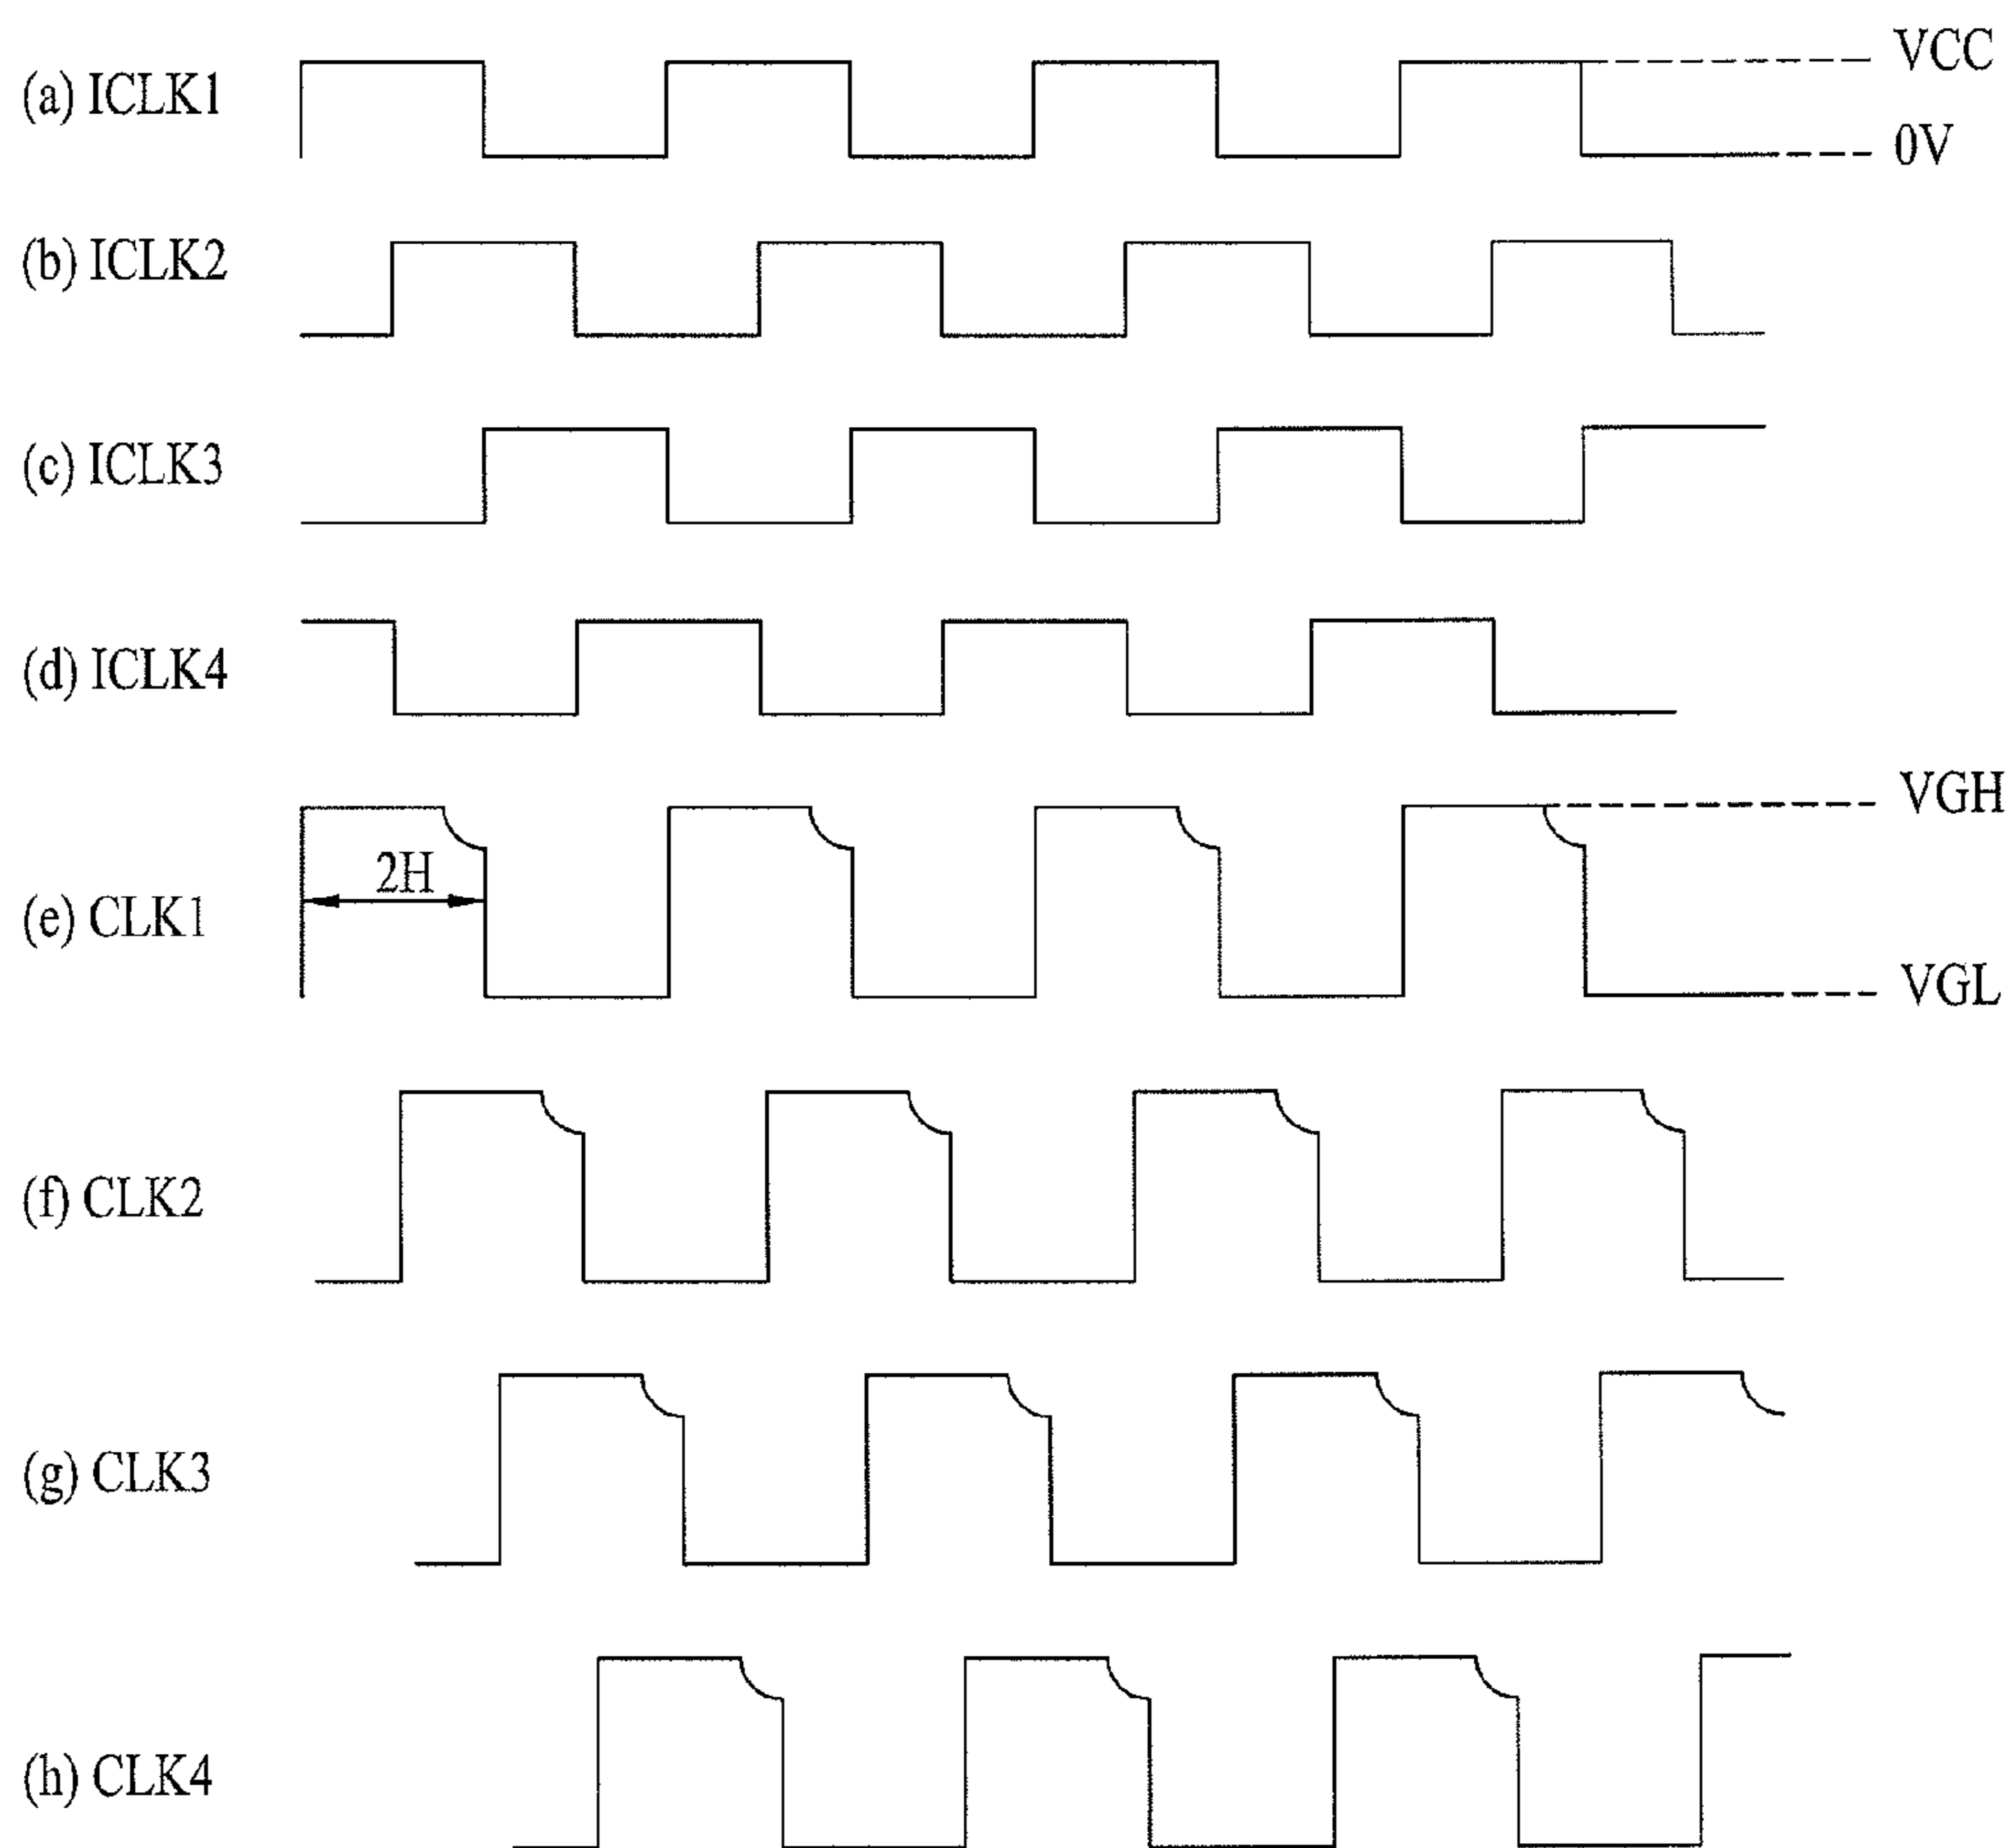 (a) ICLK1
VCC
0V
(b) ICLK2
(c) ICLK3
(d) ICLK4
(e) CLK1
2H
VGH
VGL
(f) CLK2
(g) CLK3
(h) CLK4